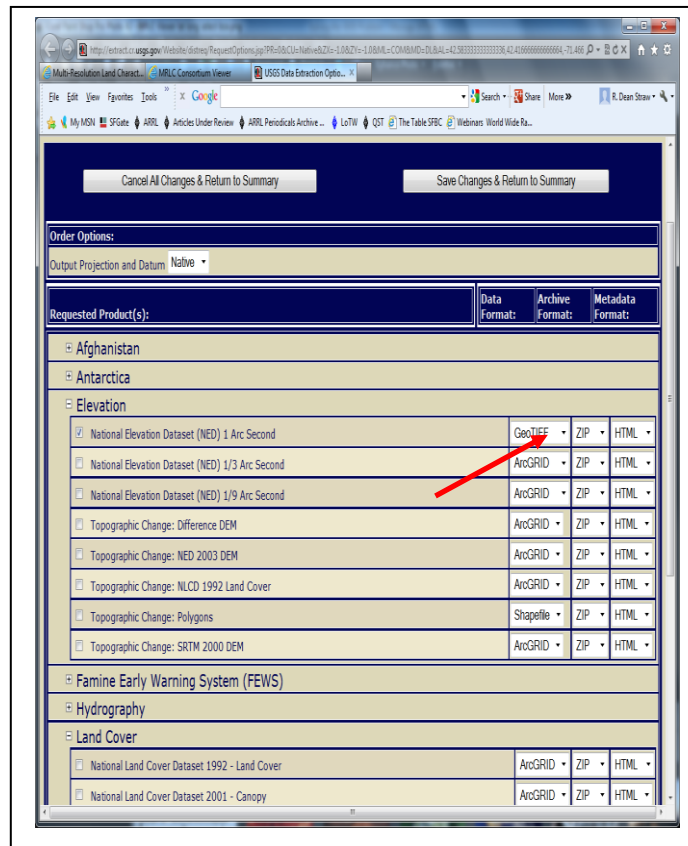 http://extract.cr.usgs.gov/Website/distreq/RequestOptions.jsp?PR=0&CU=Native&ZX=-1.0&ZY=-1.0&ML=COM&MD=DL&AL=42.5833333333333336,42.416666666666664,-71.466
Multi-Resolution Land Charact... MRLC Consortium Viewer USGS Data Extraction Optio... X
File Edit View Favorites Tools X Google Search Share More » R. Dean Straw
My MSN SFGate ARRL Articles Under Review ARRL Periodicals Archive ... LoTW QST The Table SFBC Webinars World Wide Ra...
Cancel All Changes & Return to Summary Save Changes & Return to Summary
Order Options:
Output Projection and Datum Native
Requested Product(s): Data Format: Archive Format: Metadata Format:
Afghanistan
Antarctica
Elevation
National Elevation Dataset (NED) 1 Arc Second GeoTIFF ZIP HTML
National Elevation Dataset (NED) 1/3 Arc Second ArcGRID ZIP HTML
National Elevation Dataset (NED) 1/9 Arc Second ArcGRID ZIP HTML
Topographic Change: Difference DEM ArcGRID ZIP HTML
Topographic Change: NED 2003 DEM ArcGRID ZIP HTML
Topographic Change: NLCD 1992 Land Cover ArcGRID ZIP HTML
Topographic Change: Polygons Shapefile ZIP HTML
Topographic Change: SRTM 2000 DEM ArcGRID ZIP HTML
Famine Early Warning System (FEWS)
Hydrography
Land Cover
National Land Cover Dataset 1992 - Land Cover ArcGRID ZIP HTML
National Land Cover Dataset 2001 - Canopy ArcGRID ZIP HTML